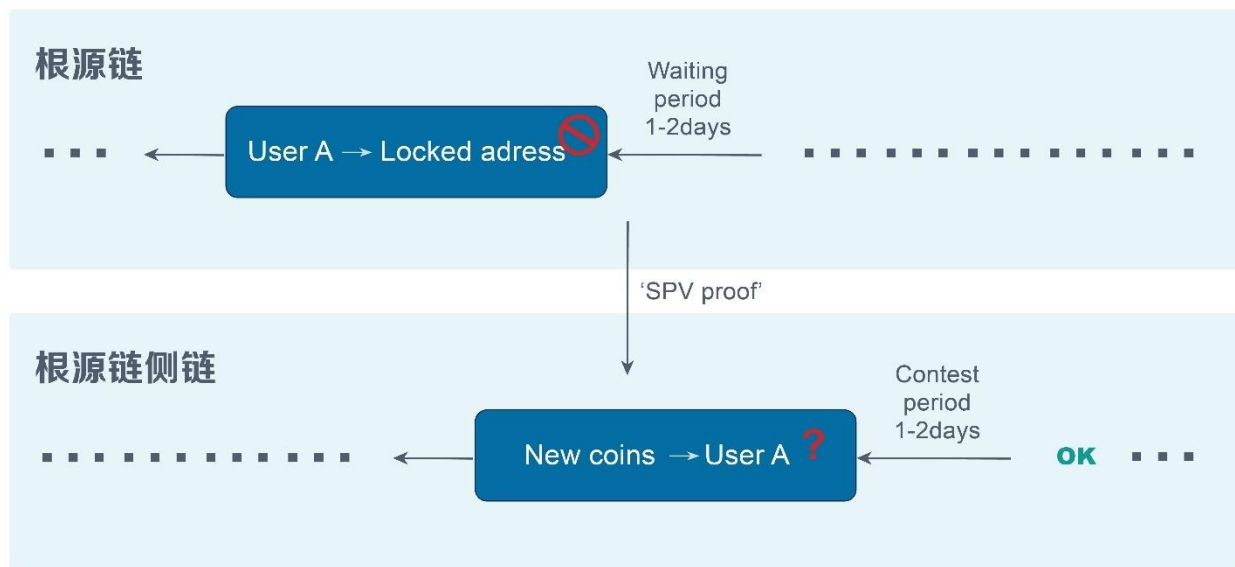 根源链
Waiting
period
1-2days
User A → Locked adress
‘SPV proof’
根源链侧链
Contest
period
1-2days
New coins → User A ?
OK